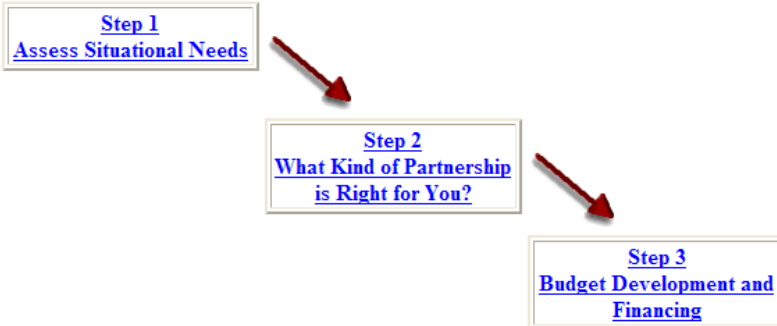 Step 1
Assess Situational Needs
Step 2
What Kind of Partnership
is Right for You?
Step 3
Budget Development and
Financing